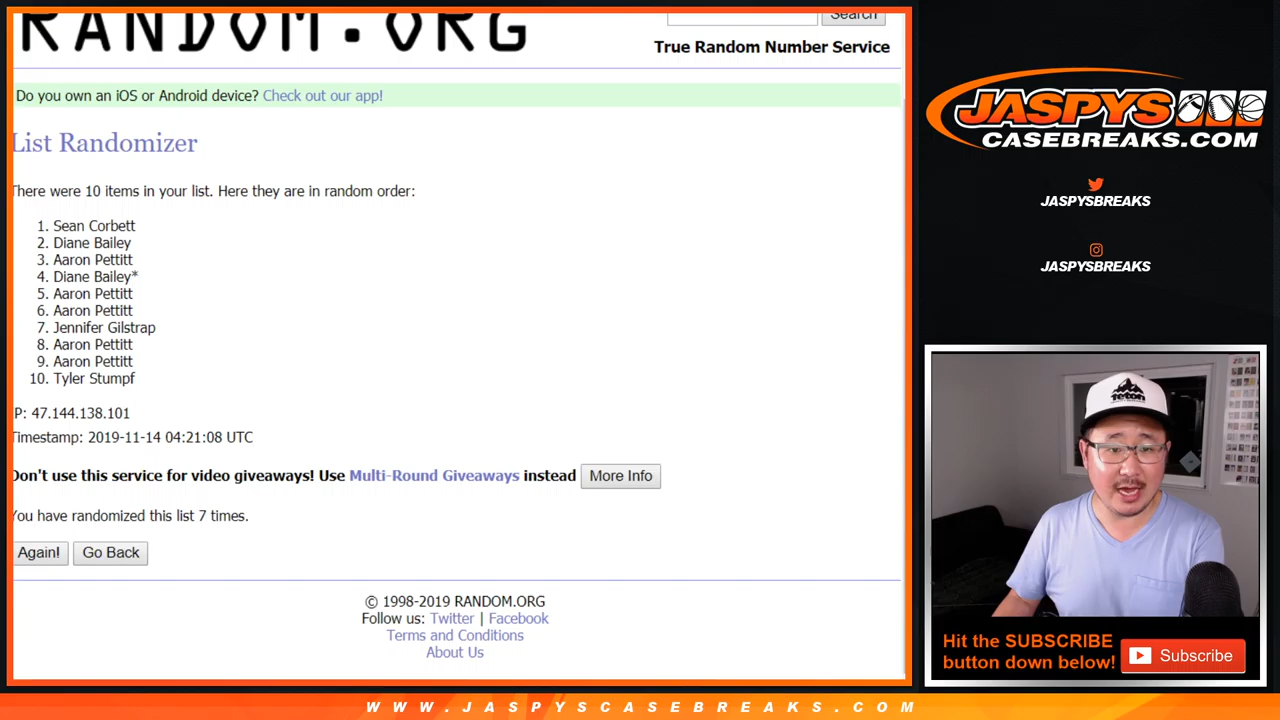 RANDOM.ORG
Search
True Random Number Service
Do you own an iOS or Android device? Check out our app!
List Randomizer
There were 10 items in your list. Here they are in random order:
1. Sean Corbett
2. Diane Bailey
3. Aaron Pettitt
4. Diane Bailey*
5. Aaron Pettitt
6. Aaron Pettitt
7. Jennifer Gilstrap
8. Aaron Pettitt
9. Aaron Pettitt
10. Tyler Stumpf
IP: 47.144.138.101
Timestamp: 2019-11-14 04:21:08 UTC
Don't use this service for video giveaways! Use Multi-Round Giveaways instead More Info
You have randomized this list 7 times.
Again! Go Back
© 1998-2019 RANDOM.ORG
Follow us: Twitter | Facebook
Terms and Conditions
About Us
JASPYS
CASEBREAKS.COM
JASPYSBREAKS
JASPYSBREAKS
TETON
Hit the SUBSCRIBE
button down below!
Subscribe
WWW.JASPYSCASEBREAKS.COM